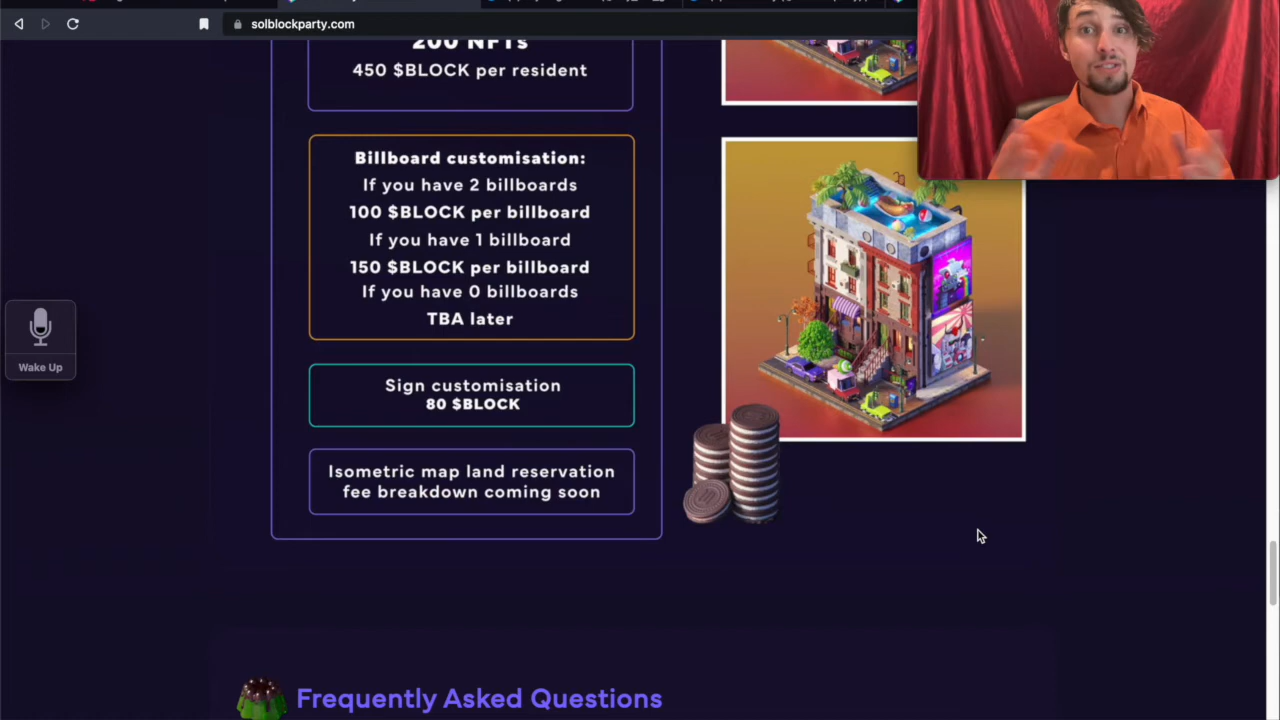 solblockparty.com
200 NFTs
450 $BLOCK per resident
Billboard customisation:
If you have 2 billboards
100 $BLOCK per billboard
If you have 1 billboard
150 $BLOCK per billboard
If you have 0 billboards
TBA later
Wake Up
Sign customisation
80 $BLOCK
Isometric map land reservation
fee breakdown coming soon
Frequently Asked Questions